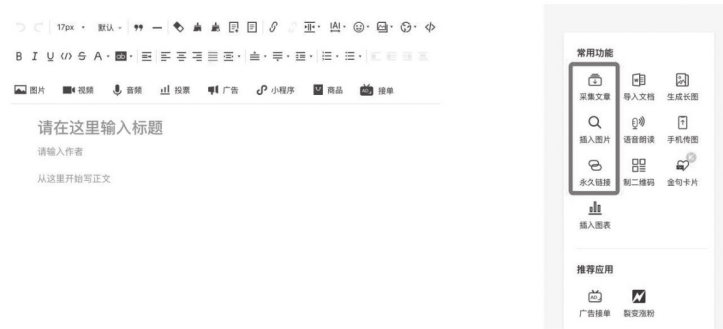 17px 默认
B I U S A
图片 视频 音频 投票 广告 小程序 商品 接单
请在这里输入标题
请输入作者
从这里开始写正文
常用功能
采集文章 导入文档 生成长图
插入图片 语音朗读 手机传图
永久链接 制二维码 金句卡片
插入图表
推荐应用
广告接单 裂变涨粉